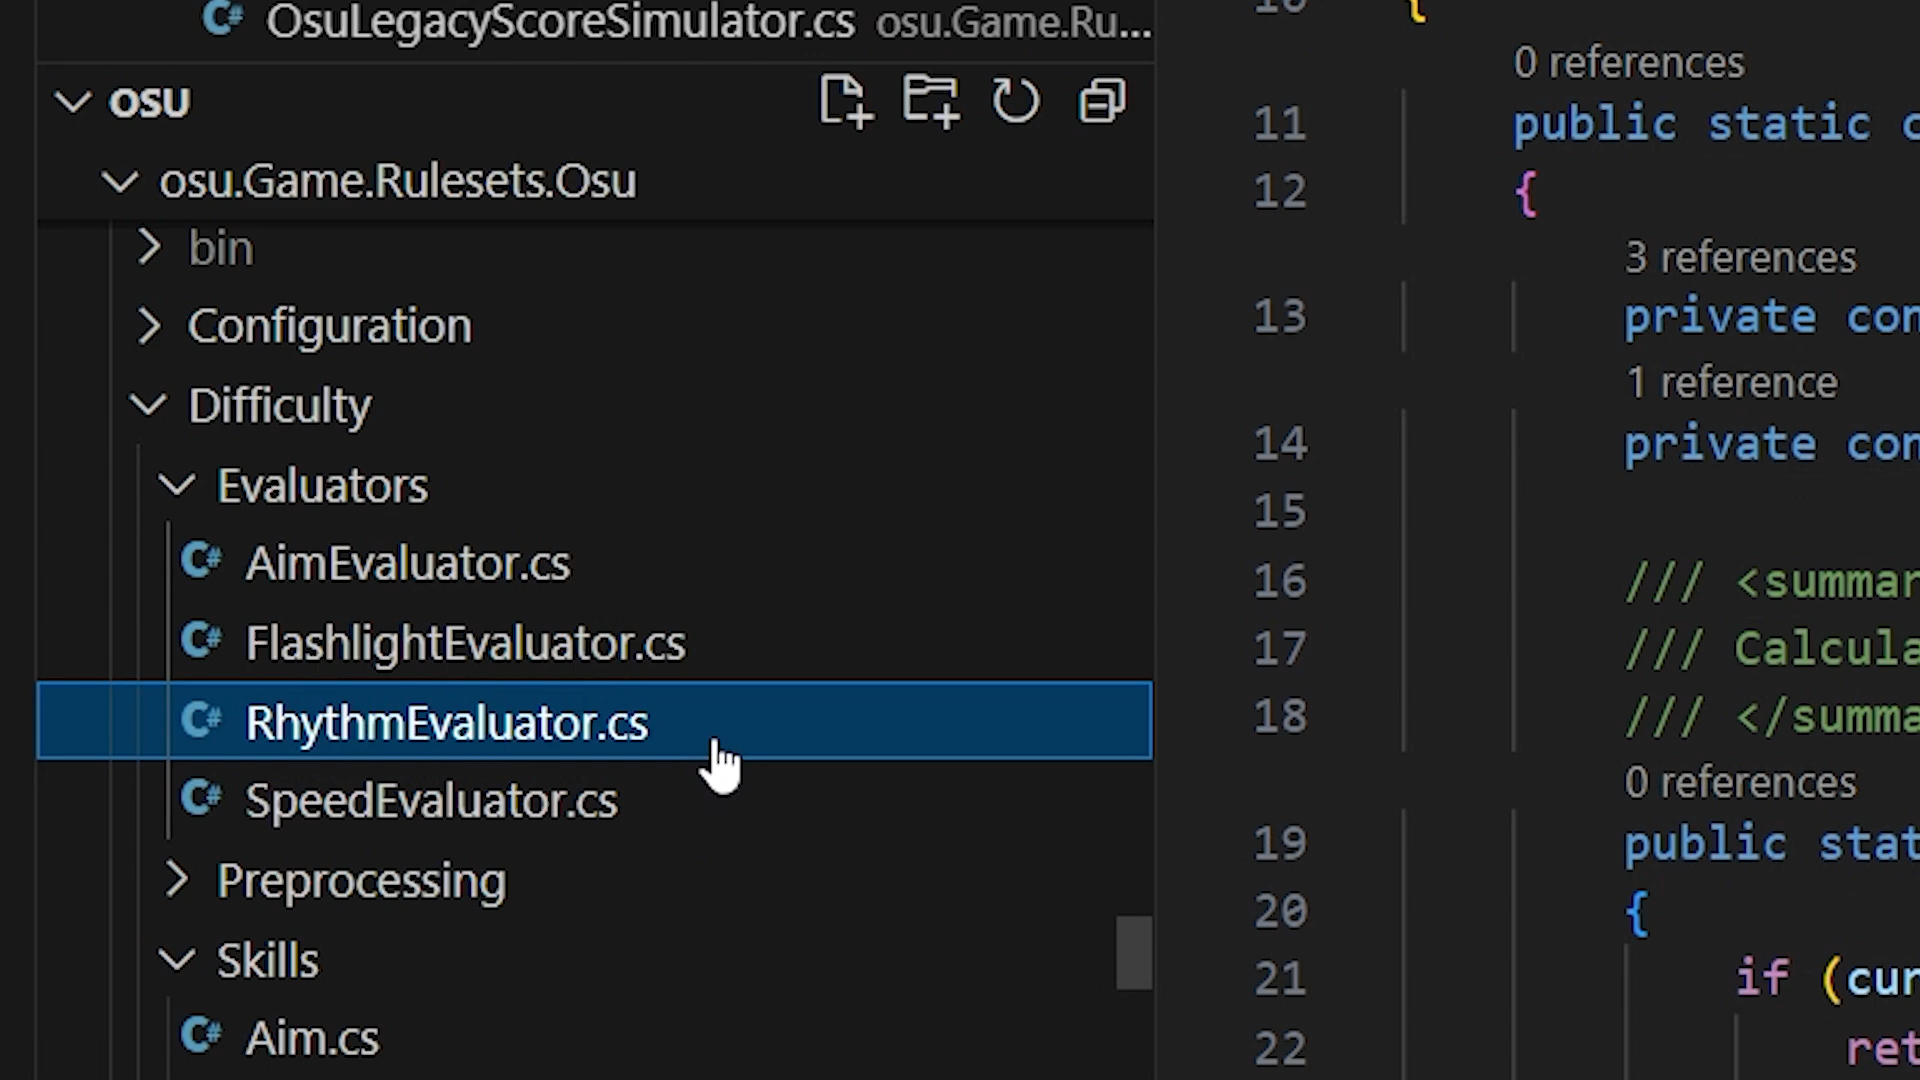 OsuLegacyScoreSimulator.cs osu.Game.Ru...
OSU
osu.Game.Rulesets.Osu
bin
Configuration
Difficulty
Evaluators
C# AimEvaluator.cs
C# FlashlightEvaluator.cs
C# RhythmEvaluator.cs
C# SpeedEvaluator.cs
Preprocessing
Skills
C# Aim.cs
{
0 references
11 public static c
12 {
3 references
13 private con
1 reference
14 private con
15
16 /// <summar
17 /// Calcula
18 /// </summa
0 references
19 public stat
20 {
21 if (cur
22 ret